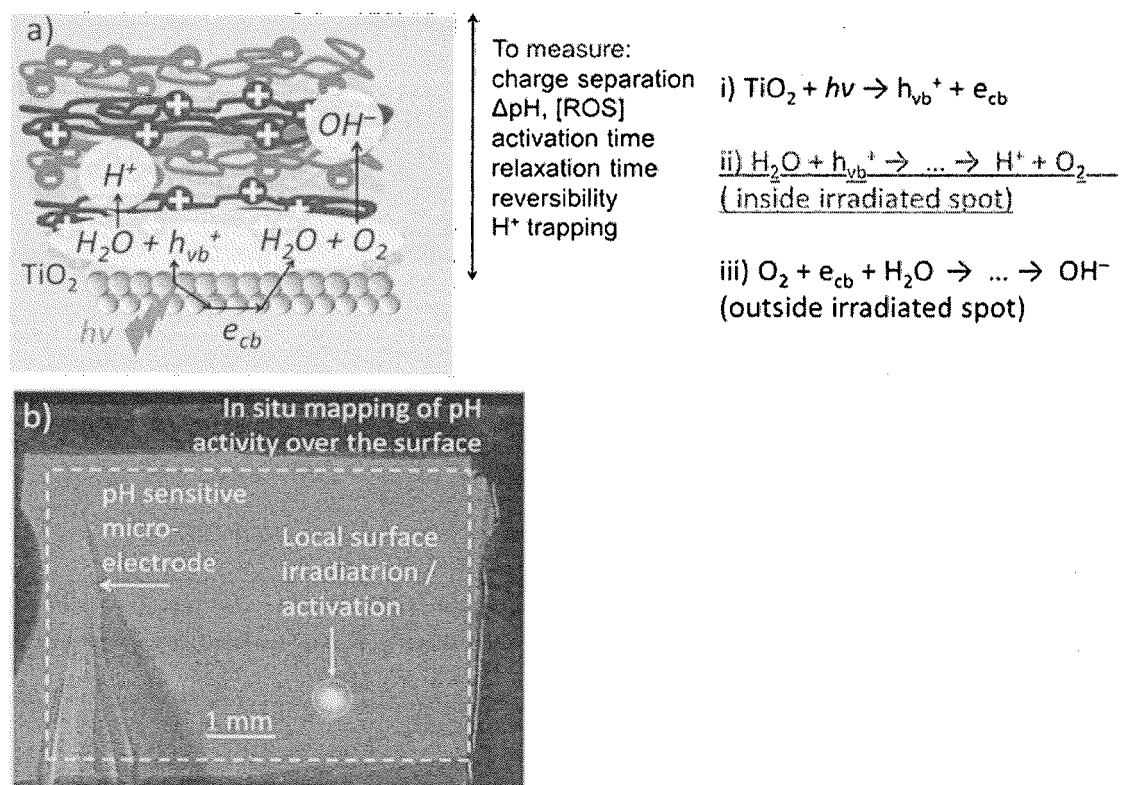 a)
H⁺
OH⁻
H₂O + h_vb⁺
H₂O + O₂
TiO₂
hν
e_cb
To measure:
charge separation
ΔpH, [ROS]
activation time
relaxation time
reversibility
H⁺ trapping
i) TiO₂ + hν → h_vb⁺ + e_cb
ii) H₂O + h_vb⁺ → ... → H⁺ + O₂
( inside irradiated spot)
iii) O₂ + e_cb + H₂O → ... → OH⁻
(outside irradiated spot)
b)
In situ mapping of pH
activity over the surface
pH sensitive
micro-
electrode
Local surface
irradiatrion /
activation
1 mm